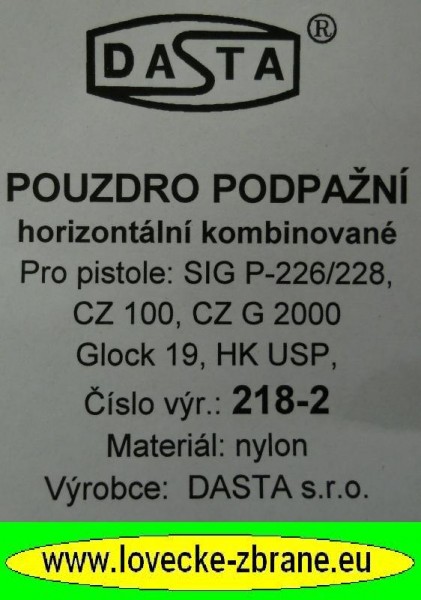 DASTA ®
POUZDRO PODPAŽNÍ
horizontální kombinované
Pro pistole: SIG P-226/228,
CZ 100, CZ G 2000
Glock 19, HK USP,
Číslo výr.: 218-2
Materiál: nylon
Výrobce: DASTA s.r.o.
www.lovecke-zbrane.eu